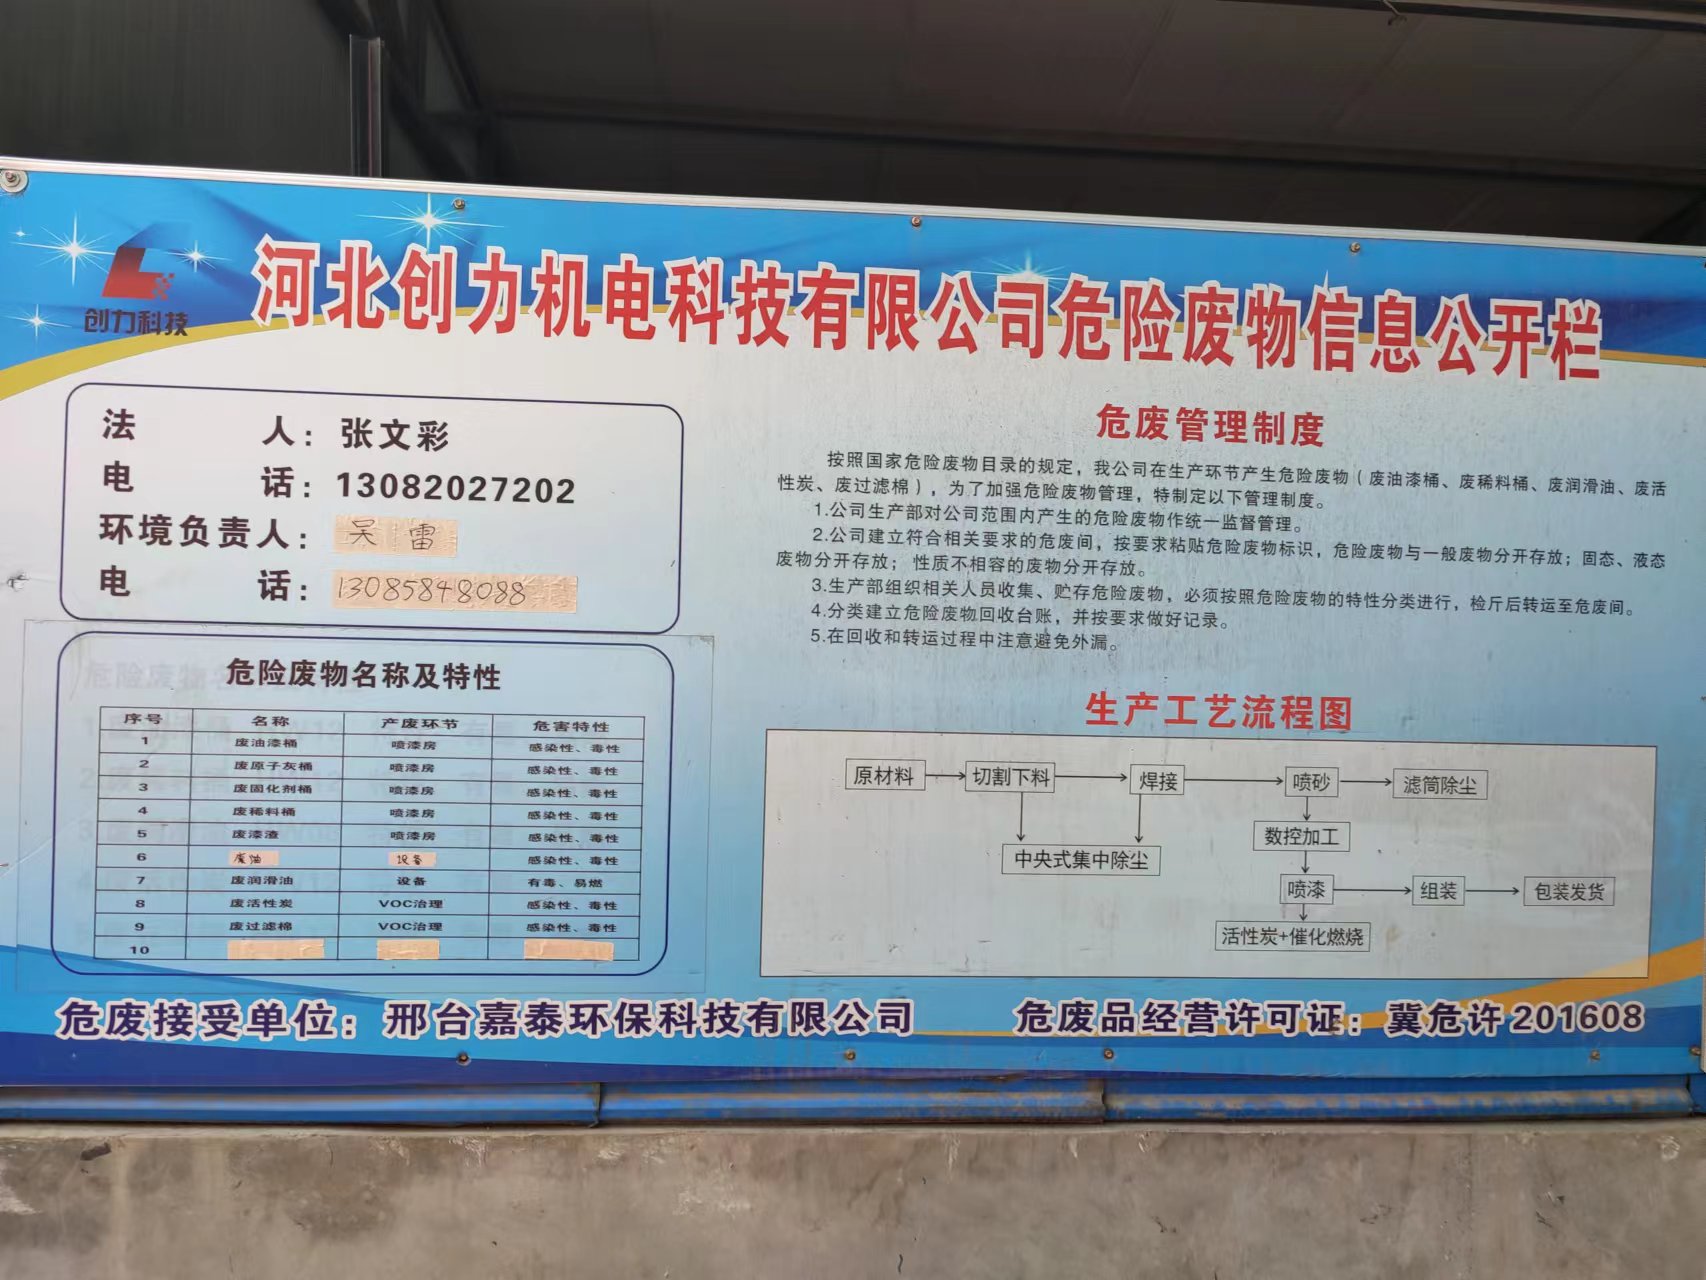 创力科技
河北创力机电科技有限公司危险废物信息公开栏
法 人：张文彩
电 话：13082027202
环境负责人：吴雷
电 话：13085848088
危险废物名称及特性
序号 名称 产废环节 危害特性
1 废油漆桶 喷漆房 感染性、毒性
2 废原子灰桶 喷漆房 感染性、毒性
3 废固化剂桶 喷漆房 感染性、毒性
4 废稀料桶 喷漆房 感染性、毒性
5 废漆渣 喷漆房 感染性、毒性
6 废油 设备 感染性、毒性
7 废润滑油 设备 有毒、易燃
8 废活性炭 VOC治理 感染性、毒性
9 废过滤棉 VOC治理 感染性、毒性
10
危废管理制度
按照国家危险废物目录的规定，我公司在生产环节产生危险废物（废油漆桶、废稀料桶、废润滑油、废活
性炭、废过滤棉），为了加强危险废物管理，特制定以下管理制度。
1.公司生产部对公司范围内产生的危险废物作统一监督管理。
2.公司建立符合相关要求的危废间，按要求粘贴危险废物标识，危险废物与一般废物分开存放；固态、液态
废物分开存放； 性质不相容的废物分开存放。
3.生产部组织相关人员收集、贮存危险废物，必须按照危险废物的特性分类进行，检斤后转运至危废间。
4.分类建立危险废物回收台账，并按要求做好记录。
5.在回收和转运过程中注意避免外漏。
生产工艺流程图
原材料 切割下料 焊接 喷砂 滤筒除尘
中央式集中除尘 数控加工
喷漆 组装 包装发货
活性炭+催化燃烧
危废接受单位：邢台嘉泰环保科技有限公司 危废品经营许可证：冀危许201608